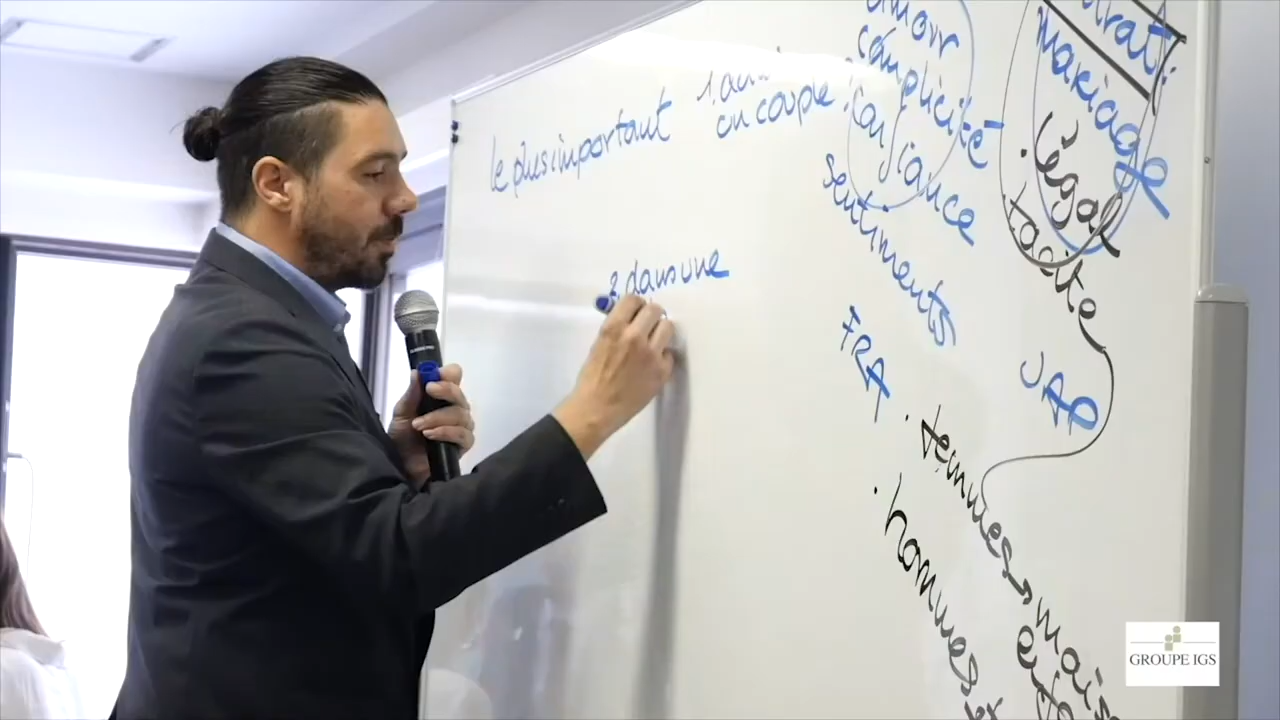 le plus important
en couple
2 dans une
amour
complicité
confiance
sentiments
FRA
mariage
légal
tacite
JAP
femmes
hommes
GROUPE IGS